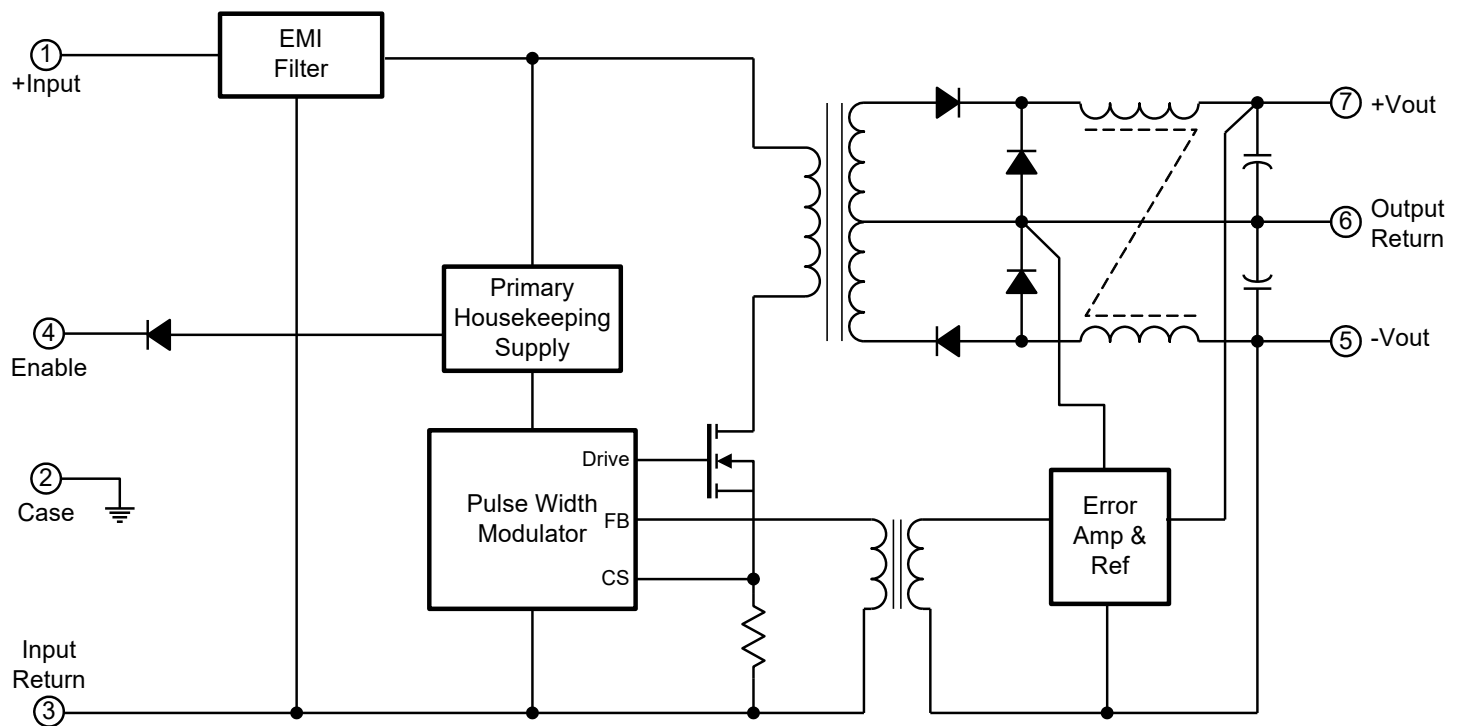 1
+Input
EMI
Filter
7
+Vout
6
Output
Return
5
-Vout
4
Enable
Primary
Housekeeping
Supply
2
Case
Drive
Pulse Width
Modulator
FB
CS
Error
Amp &
Ref
Input
Return
3